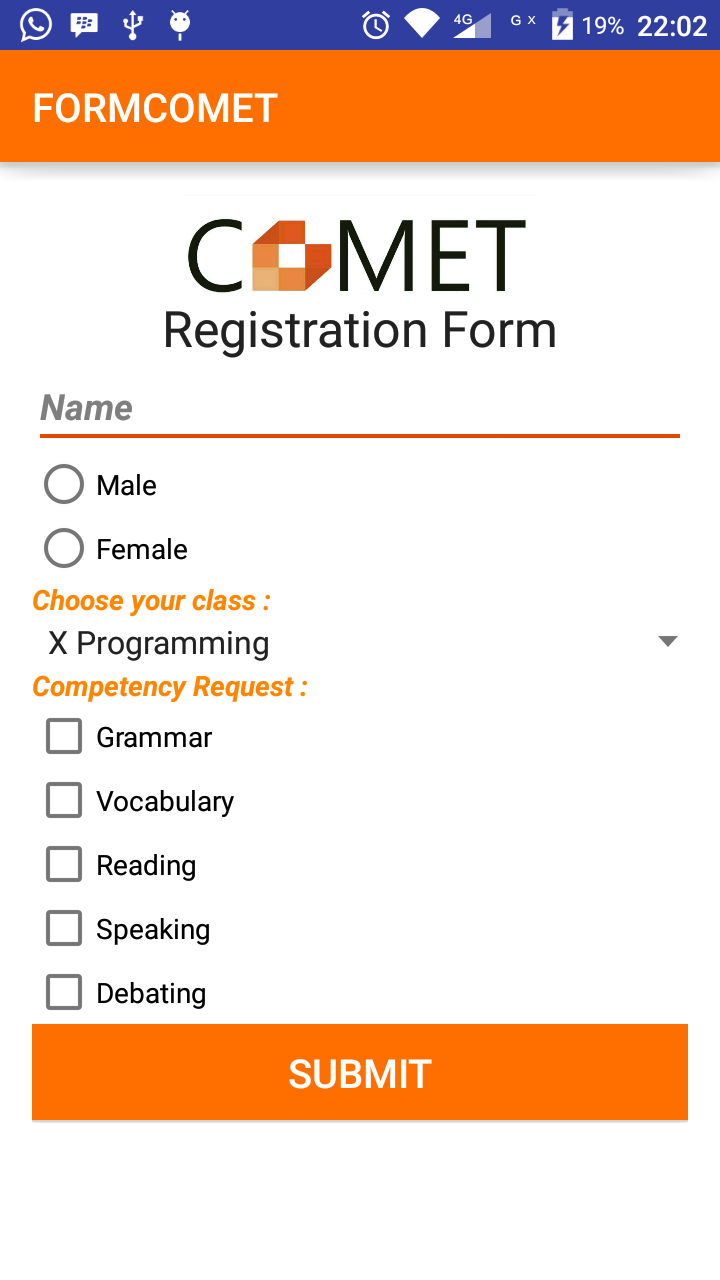 4G G X 19% 22:02
FORMCOMET
COMET
Registration Form
Name
Male
Female
Choose your class :
X Programming
Competency Request :
Grammar
Vocabulary
Reading
Speaking
Debating
SUBMIT